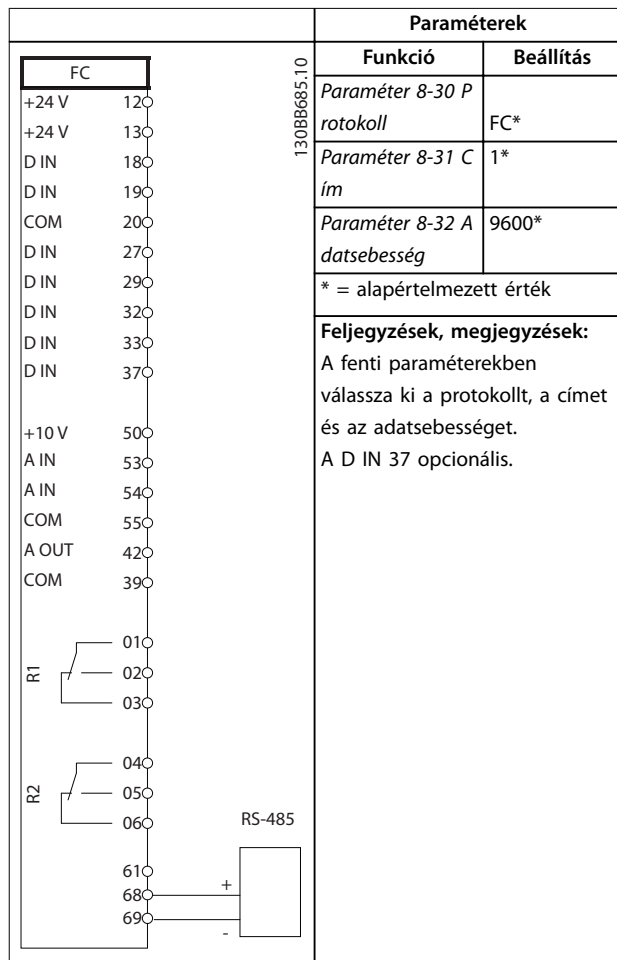 FC
130BB685.10
+24 V 12
+24 V 13
D IN 18
D IN 19
COM 20
D IN 27
D IN 29
D IN 32
D IN 33
D IN 37
+10 V 50
A IN 53
A IN 54
COM 55
A OUT 42
COM 39
R1
01
02
03
R2
04
05
06
RS-485
61
68 +
69 -
Paraméterek
Funkció Beállítás
Paraméter 8-30 P
rotokoll FC*
Paraméter 8-31 C 1*
ím
Paraméter 8-32 A 9600*
datsebesség
* = alapértelmezett érték
Feljegyzések, megjegyzések:
A fenti paraméterekben
válassza ki a protokollt, a címet
és az adatsebességet.
A D IN 37 opcionális.